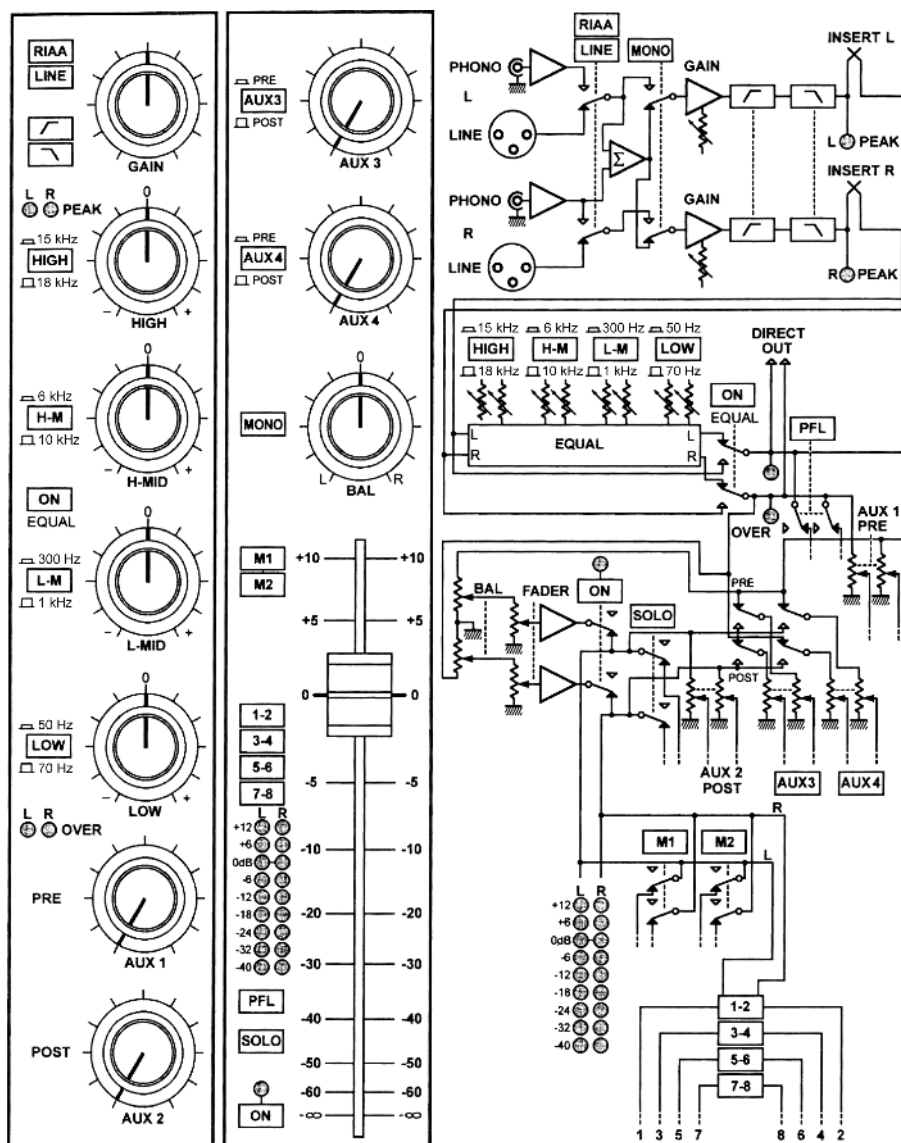 RIAA
LINE
GAIN
L R
PEAK
0
15 kHz
HIGH
18 kHz
− +
HIGH
0
6 kHz
H-M
10 kHz
− +
H-MID
ON
EQUAL
0
300 Hz
L-M
1 kHz
− +
L-MID
0
50 Hz
LOW
70 Hz
− +
LOW
L R
OVER
PRE
AUX 1
POST
AUX 2
PRE
AUX3
POST
AUX 3
PRE
AUX4
POST
AUX 4
0
MONO
L R
BAL
M1
M2
+10 +10
+5 +5
0 0
1-2
3-4
5-6
7-8
-5 -5
L R
+12
+6
0dB
-6
-12
-18
-24
-32
-40
-10 -10
-20 -20
-30 -30
PFL
-40 -40
SOLO
-50 -50
-60 -60
ON
-∞ -∞
RIAA
LINE
MONO
INSERT L
PHONO
L
LINE
GAIN
Σ
L PEAK
INSERT R
PHONO
R
LINE
GAIN
R PEAK
15 kHz 6 kHz 300 Hz 50 Hz
HIGH H-M L-M LOW
18 kHz 10 kHz 1 kHz 70 Hz
DIRECT
OUT
ON
EQUAL
PFL
L L
EQUAL
R R
OVER
AUX 1
PRE
BAL
FADER
ON
SOLO
PRE
POST
AUX 2
POST
AUX3
AUX4
R
M1 M2
L
L R
+12
+6
0dB
-6
-12
-18
-24
-32
-40
1-2
3-4
5-6
7-8
1 3 5 7 8 6 4 2